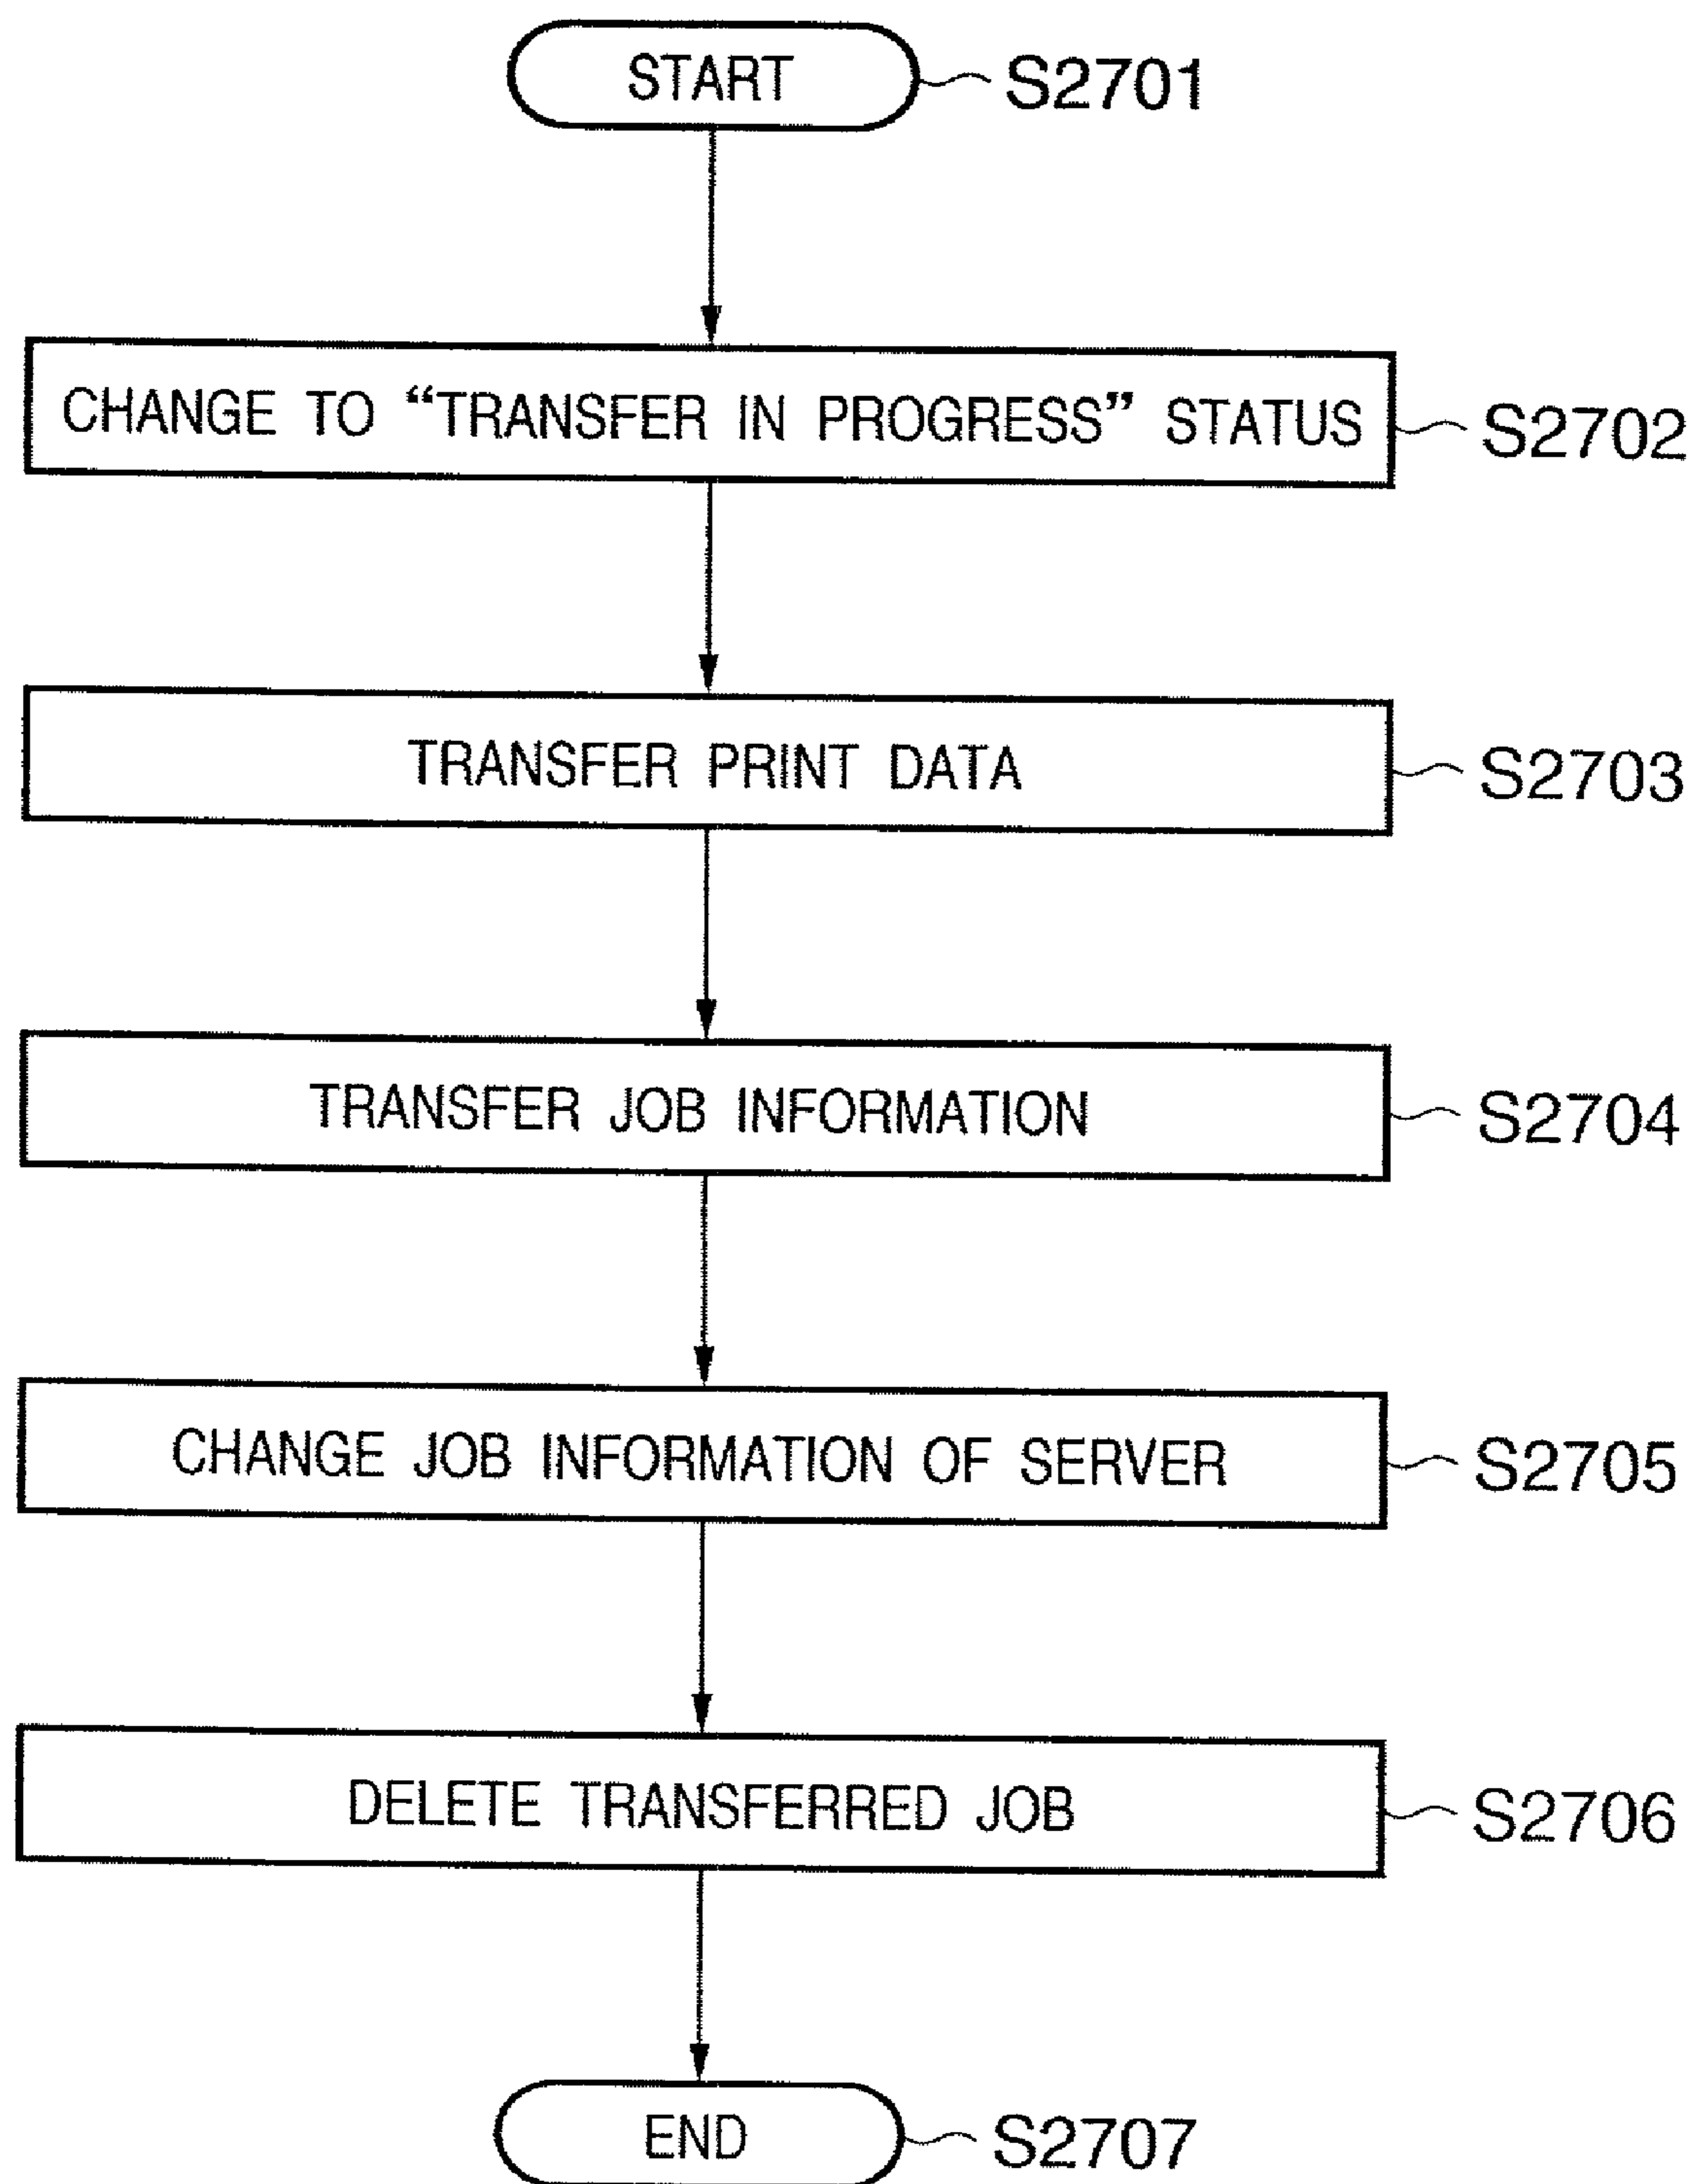 START S2701
CHANGE TO “TRANSFER IN PROGRESS” STATUS S2702
TRANSFER PRINT DATA S2703
TRANSFER JOB INFORMATION S2704
CHANGE JOB INFORMATION OF SERVER S2705
DELETE TRANSFERRED JOB S2706
END S2707